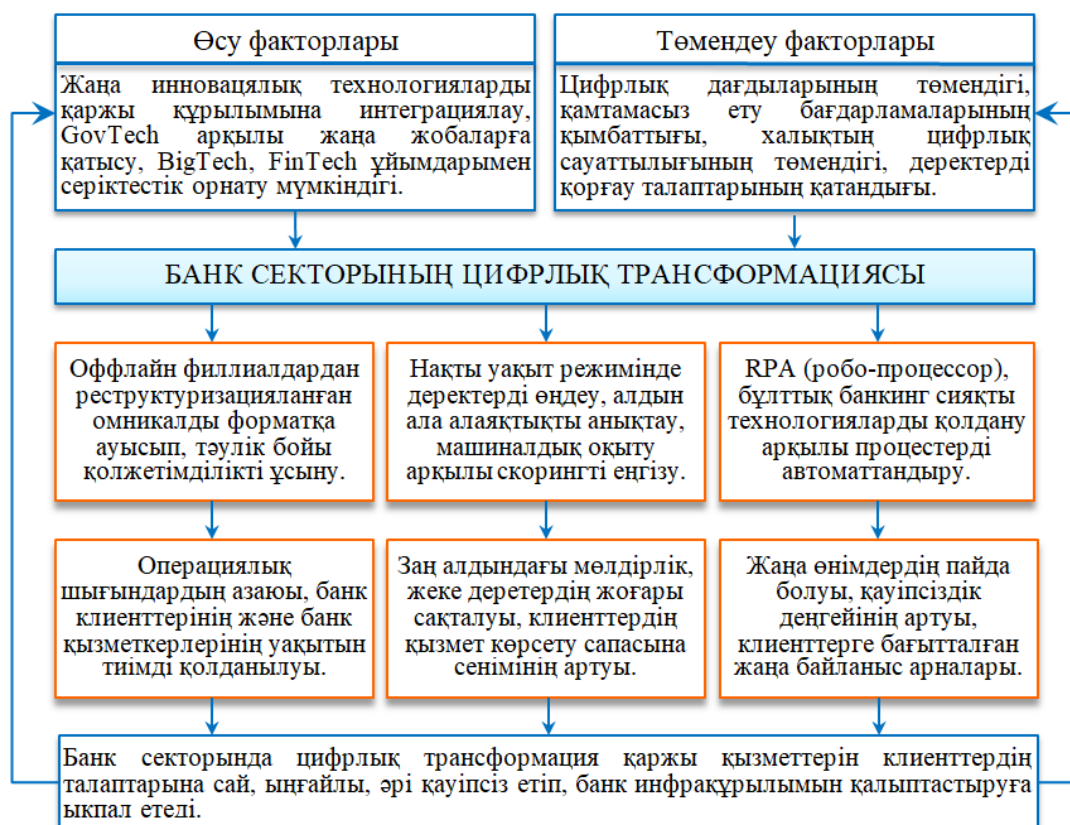 Өсу факторлары
Жаңа инновацялық технологияларды
қаржы құрылымына интеграциялау,
GovTech арқылы жаңа жобаларға
қатысу, BigTech, FinTech ұйымдарымен
серіктестік орнату мүмкіндігі.
Төмендеу факторлары
Цифрлық дағдыларының төмендігі,
қамтамасыз ету бағдарламаларының
қымбаттығы, халықтың цифрлық
сауаттылығының төмендігі, деректерді
қорғау талаптарының қатандығы.
БАНК СЕКТОРЫНЫҢ ЦИФРЛЫҚ ТРАНСФОРМАЦИЯСЫ
Оффлайн филлиалдардан
реструктуризацияланған
омникалды форматқа
ауысып, тәулік бойы
қолжетімділікті ұсыну.
Нақты уақыт режимінде
деректерді өңдеу, алдын
ала алаяқтықты анықтау,
машиналдық оқыту
арқылы скорингті еңгізу.
RPA (робо-процессор),
бұлттық банкинг сияқты
технологияларды қолдану
арқылы процестерді
автоматтандыру.
Операциялық
шығындардың азаюы, банк
клиенттерінің және банк
қызметкерлерінің уақытын
тиімді қолданылуы.
Заң алдындағы мөлдірлік,
жеке деретердің жоғары
сақталуы, клиенттердің
қызмет көрсету сапасына
сенімінің артуы.
Жаңа өнімдердің пайда
болуы, қауіпсіздік
деңгейінің артуы,
клиенттерге бағытталған
жаңа байланыс арналары.
Банк секторында цифрлық трансформация қаржы қызметтерін клиенттердің
талаптарына сай, ыңғайлы, әрі қауіпсіз етіп, банк инфрақұрылымын қалыптастыруға
ықпал етеді.